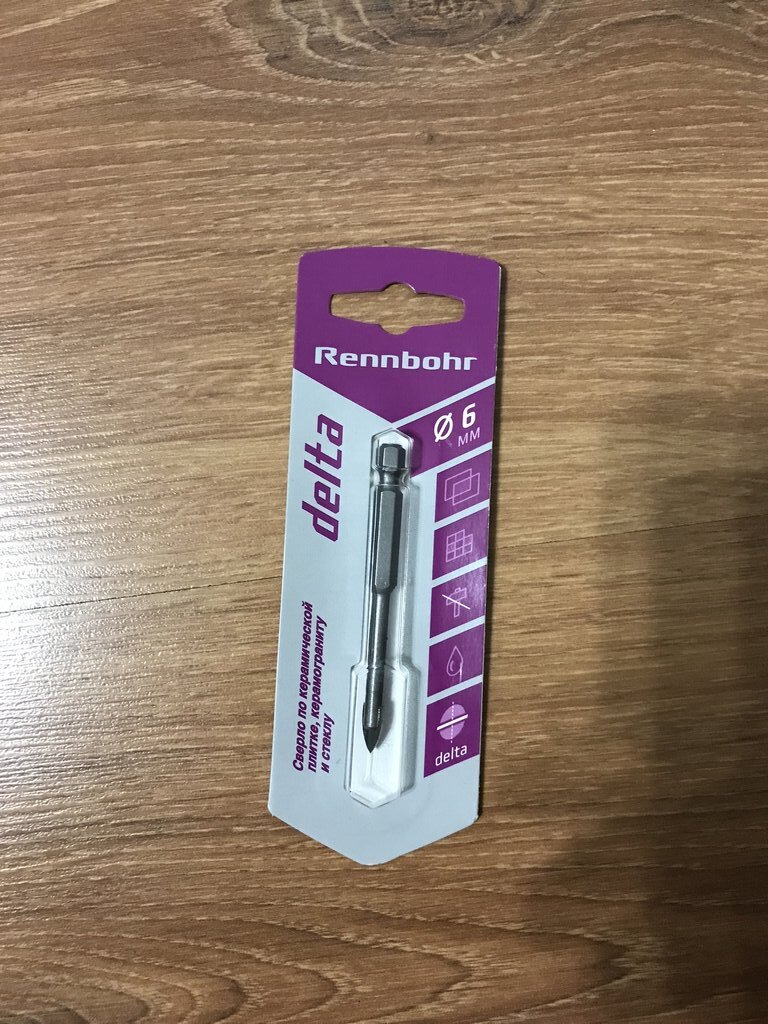 Rennbohr
Ø 6
мм
delta
Сверло по керамической
плитке, керамограниту
и стеклу
delta